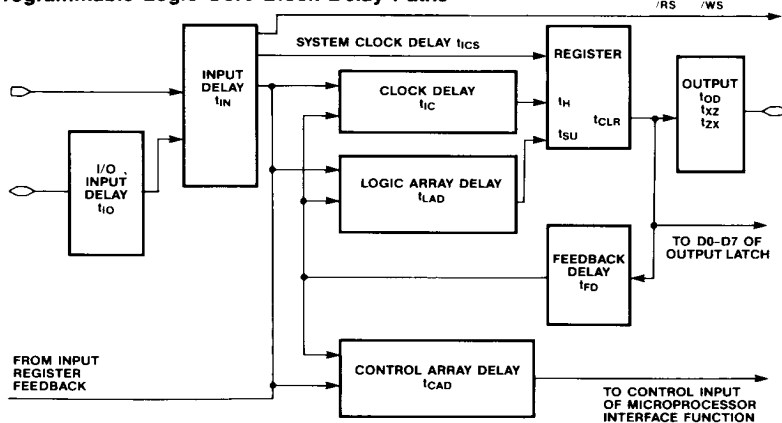 /RS /WS
SYSTEM CLOCK DELAY tICS
INPUT
DELAY
tIN
REGISTER
tH
tCLR
tSU
CLOCK DELAY
tIC
OUTPUT
tOD
tXZ
tZX
I/O
INPUT
DELAY
tIO
LOGIC ARRAY DELAY
tLAD
FEEDBACK
DELAY
tFD
TO D0-D7 OF
OUTPUT LATCH
FROM INPUT
REGISTER
FEEDBACK
CONTROL ARRAY DELAY
tCAD
TO CONTROL INPUT
OF MICROPROCESSOR
INTERFACE FUNCTION